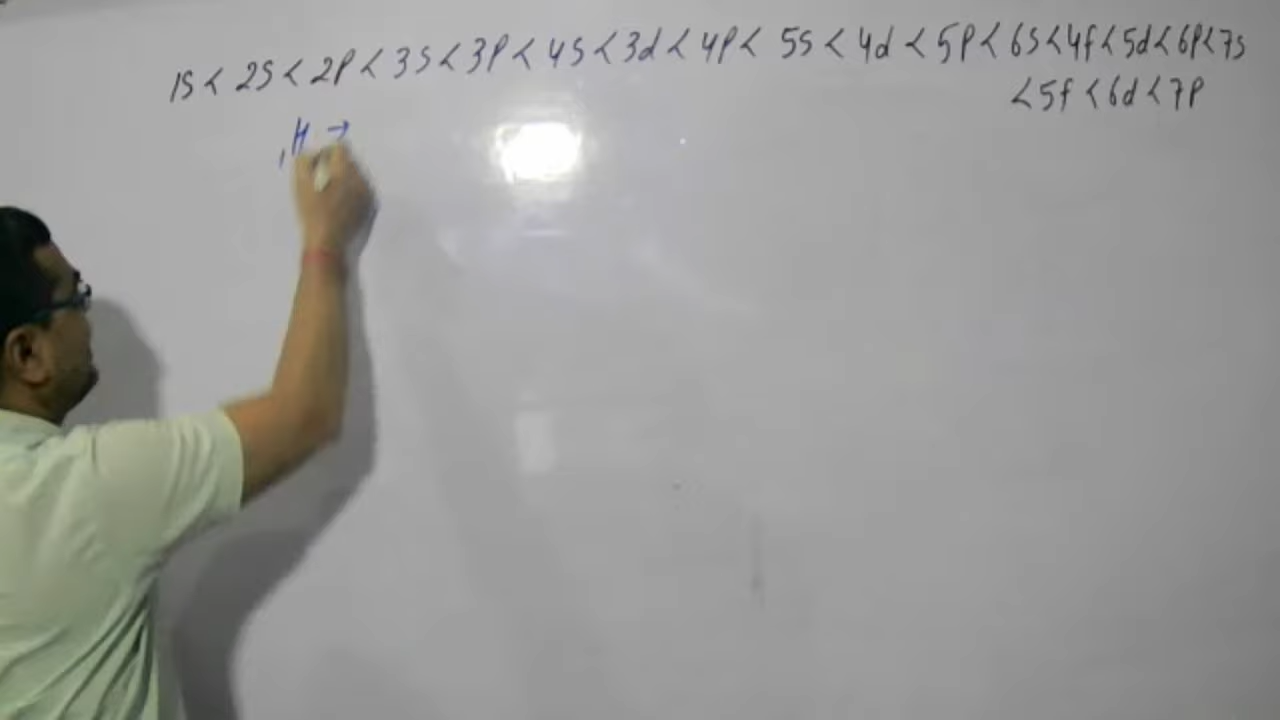 1s < 2s < 2p < 3s < 3p < 4s < 3d < 4p < 5s < 4d < 5p < 6s < 4f < 5d < 6p < 7s
< 5f < 6d < 7p
₁H →